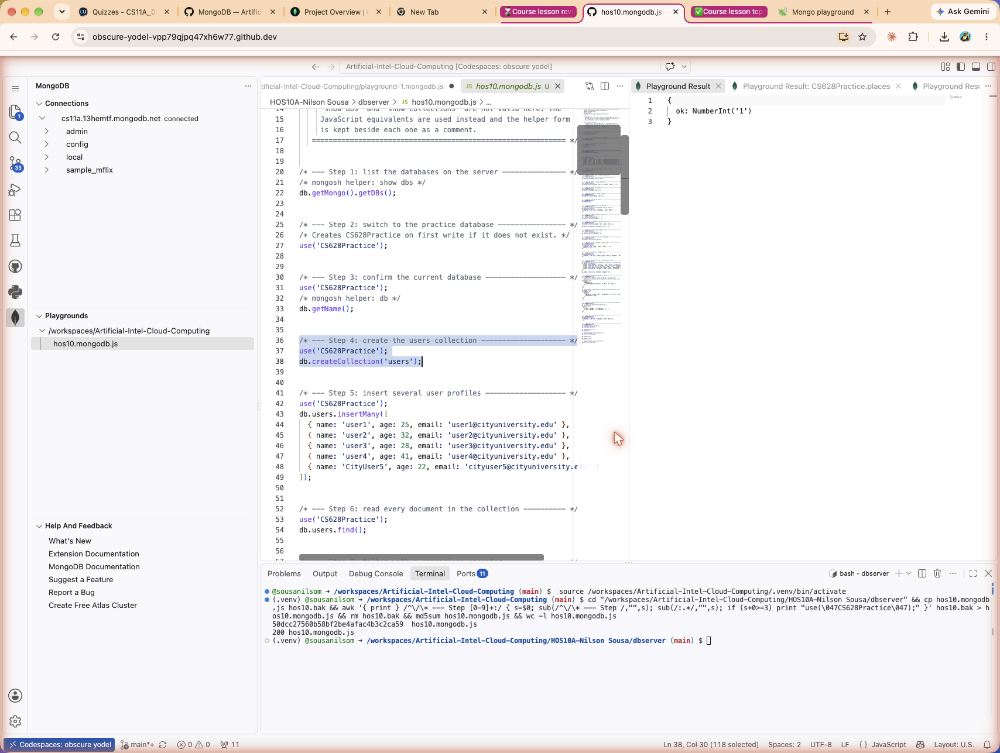 Quizzes - CS11A_0
MongoDB — Artific
Project Overview |
New Tab
⌛Course lesson rev
hos10.mongodb.js
✅Course lesson top
Mongo playground
Ask Gemini
obscure-yodel-vpp79qjpq47xh6w77.github.dev
Artificial-Intel-Cloud-Computing [Codespaces: obscure yodel]
MongoDB
Connections
cs11a.13hemtf.mongodb.net connected
admin
config
local
sample_mflix
Playgrounds
/workspaces/Artificial-Intel-Cloud-Computing
hos10.mongodb.js
Help And Feedback
What's New
Extension Documentation
MongoDB Documentation
Suggest a Feature
Report a Bug
Create Free Atlas Cluster
1
33
tificial-Intel-Cloud-Computing/playground-1.mongodb.js
JS hos10.mongodb.js U
HOS10A-Nilson Sousa > dbserver > JS hos10.mongodb.js > ...
14 "show dbs" and "show collections" are not valid here. The
15 JavaScript equivalents are used instead and the helper form
16 is kept beside each one as a comment.
17 ============================================================ */
18
19
20 /* --- Step 1: list the databases on the server --------------- */
21 /* mongosh helper: show dbs */
22 db.getMongo().getDBs();
23
24
25 /* --- Step 2: switch to the practice database ---------------- */
26 /* Creates CS628Practice on first write if it does not exist. */
27 use('CS628Practice');
28
29
30 /* --- Step 3: confirm the current database ------------------- */
31 use('CS628Practice');
32 /* mongosh helper: db */
33 db.getName();
34
35
36 /* --- Step 4: create the users collection -------------------- */
37 use('CS628Practice');
38 db.createCollection('users');
39
40
41 /* --- Step 5: insert several user profiles ------------------- */
42 use('CS628Practice');
43 db.users.insertMany([
44 { name: 'user1', age: 25, email: 'user1@cityuniversity.edu' },
45 { name: 'user2', age: 32, email: 'user2@cityuniversity.edu' },
46 { name: 'user3', age: 28, email: 'user3@cityuniversity.edu' },
47 { name: 'user4', age: 41, email: 'user4@cityuniversity.edu' },
48 { name: 'CityUser5', age: 22, email: 'cityuser5@cityuniversity.edu' }
49 ]);
50
51
52 /* --- Step 6: read every document in the collection ---------- */
53 use('CS628Practice');
54 db.users.find();
55
56
57
Playground Result
Playground Result: CS628Practice.places
Playground Resu
1 {
2 ok: NumberInt('1')
3 }
Problems
Output
Debug Console
Terminal
Ports 11
bash - dbserver
@sousanilsom → /workspaces/Artificial-Intel-Cloud-Computing (main) $ source /workspaces/Artificial-Intel-Cloud-Computing/.venv/bin/activate
(.venv) @sousanilsom → /workspaces/Artificial-Intel-Cloud-Computing (main) $ cd "/workspaces/Artificial-Intel-Cloud-Computing/HOS10A-Nilson Sousa/dbserver" && cp hos10.mongodb
.js hos10.bak && awk '{ print } /^\/\* --- Step [0-9]+:/ { s=$0; sub(/^\/\* --- Step /,"",s); sub(/:.*/,"",s); if (s+0>=3) print "use(\047CS628Practice\047);" }' hos10.bak > h
os10.mongodb.js && rm hos10.bak && md5sum hos10.mongodb.js && wc -l hos10.mongodb.js
50dcc27560b58bf2be4afac4b3c2ca59 hos10.mongodb.js
200 hos10.mongodb.js
(.venv) @sousanilsom → /workspaces/Artificial-Intel-Cloud-Computing/HOS10A-Nilson Sousa/dbserver (main) $
Codespaces: obscure yodel
main*+
0
0
11
Ln 38, Col 30 (118 selected)
Spaces: 2
UTF-8
LF
{ } JavaScript
Layout: U.S.